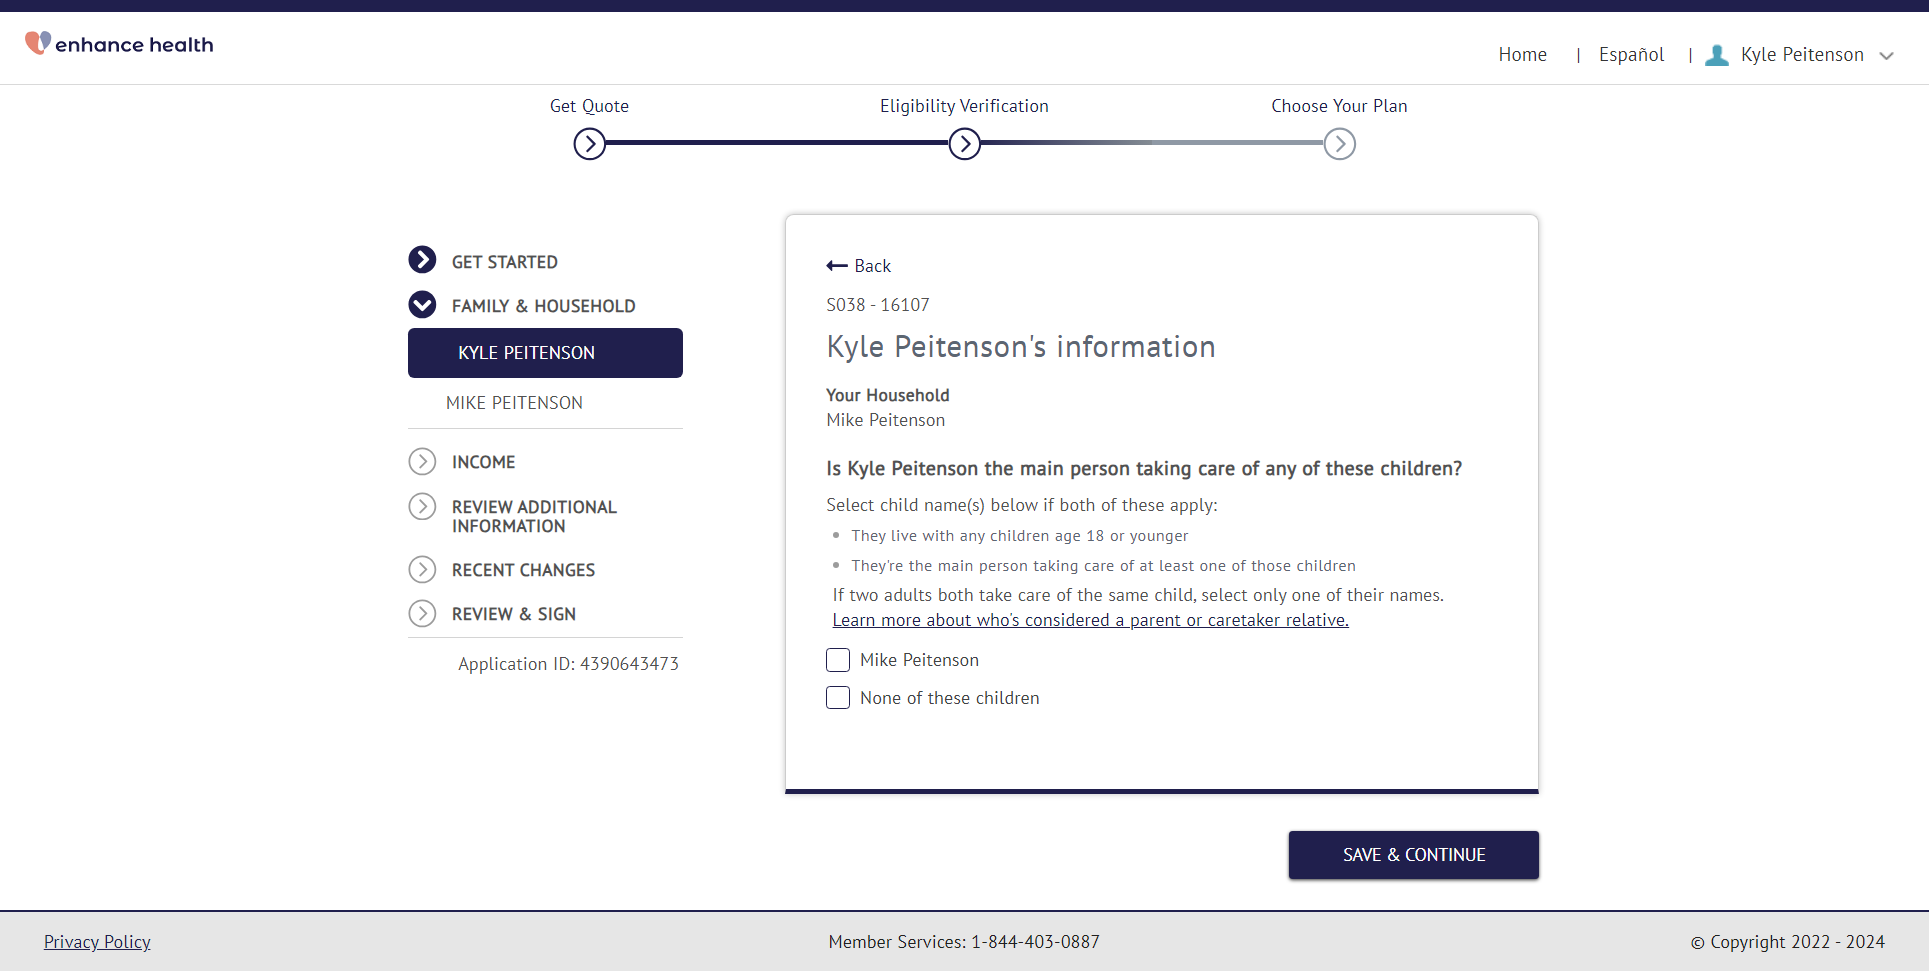 enhance health
Home | Español | Kyle Peitenson
Get Quote
Eligibility Verification
Choose Your Plan
GET STARTED
FAMILY & HOUSEHOLD
KYLE PEITENSON
MIKE PEITENSON
INCOME
REVIEW ADDITIONAL
INFORMATION
RECENT CHANGES
REVIEW & SIGN
Application ID: 4390643473
Back
S038 - 16107
Kyle Peitenson's information
Your Household
Mike Peitenson
Is Kyle Peitenson the main person taking care of any of these children?
Select child name(s) below if both of these apply:
• They live with any children age 18 or younger
• They're the main person taking care of at least one of those children
If two adults both take care of the same child, select only one of their names.
Learn more about who's considered a parent or caretaker relative.
Mike Peitenson
None of these children
SAVE & CONTINUE
Privacy Policy
Member Services: 1-844-403-0887
© Copyright 2022 - 2024